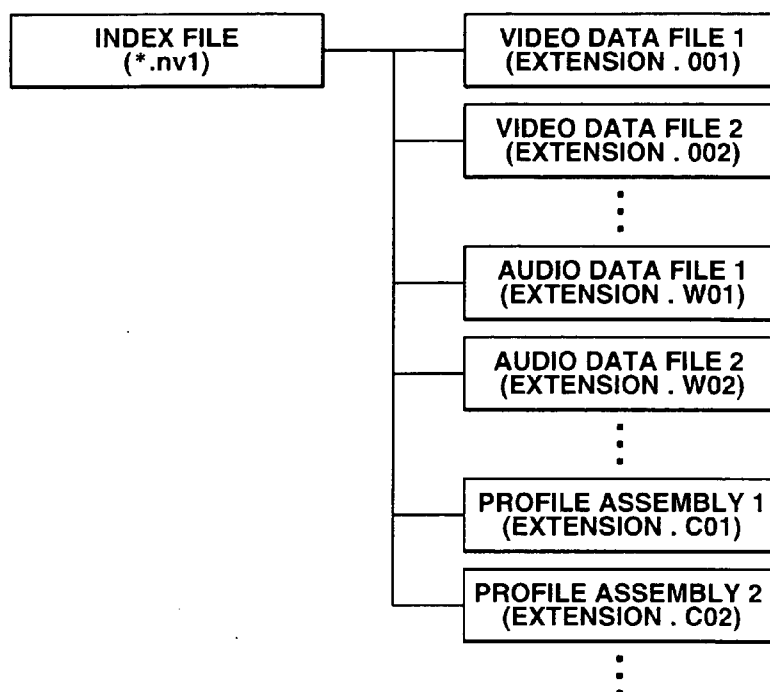 INDEX FILE
(*.nv1)
VIDEO DATA FILE 1
(EXTENSION . 001)
VIDEO DATA FILE 2
(EXTENSION . 002)
AUDIO DATA FILE 1
(EXTENSION . W01)
AUDIO DATA FILE 2
(EXTENSION . W02)
PROFILE ASSEMBLY 1
(EXTENSION . C01)
PROFILE ASSEMBLY 2
(EXTENSION . C02)